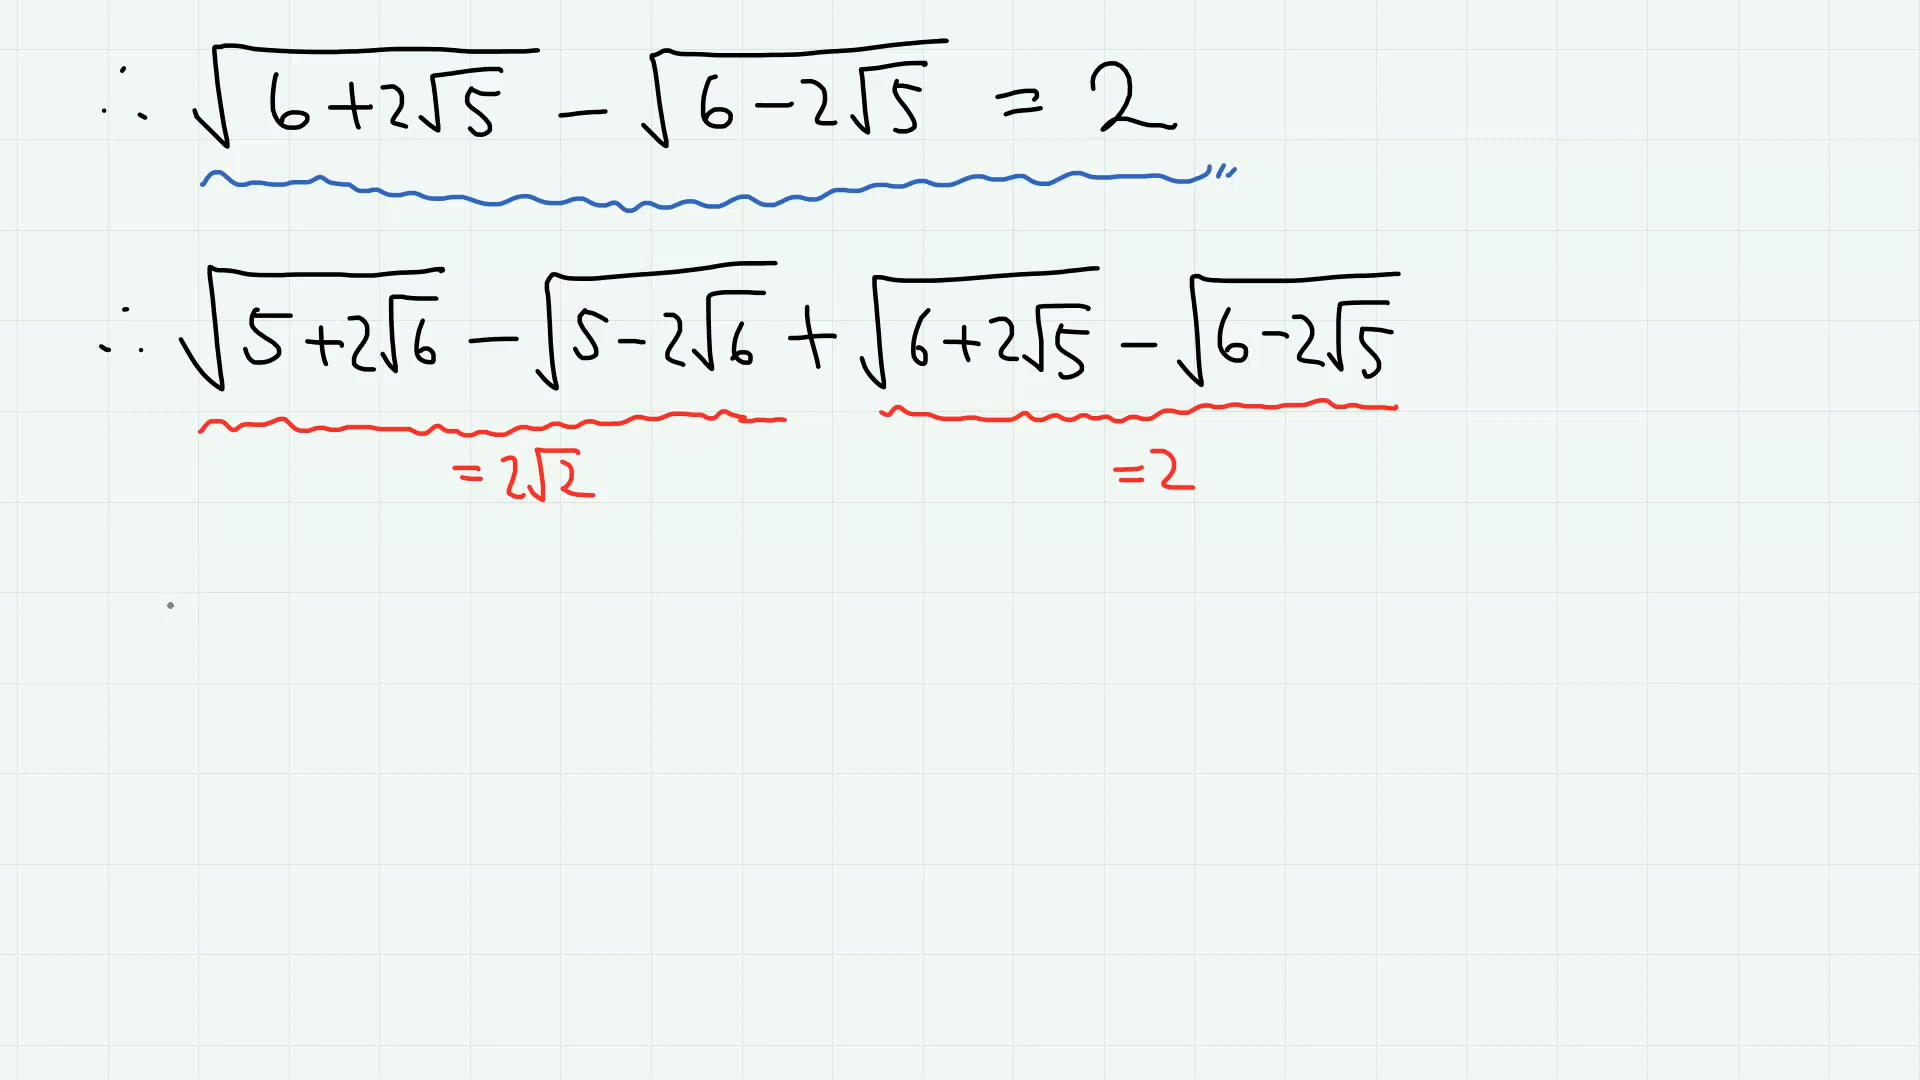 ∴ √(6+2√5) − √(6−2√5) = 2
∴ √(5+2√6) − √(5−2√6) + √(6+2√5) − √(6−2√5)
=2√2 =2